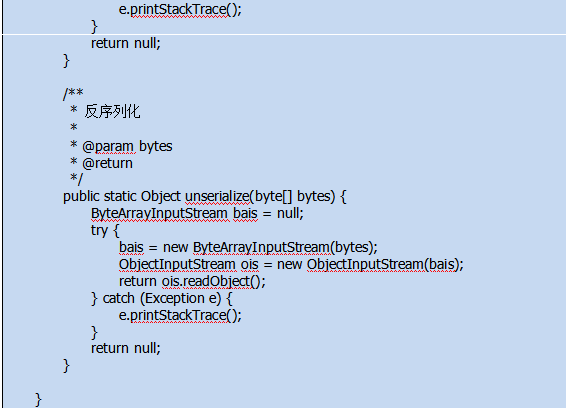 e.printStackTrace();
}
return null;
}
/**
* 反序列化
*
* @param bytes
* @return
*/
public static Object unserialize(byte[] bytes) {
ByteArrayInputStream bais = null;
try {
bais = new ByteArrayInputStream(bytes);
ObjectInputStream ois = new ObjectInputStream(bais);
return ois.readObject();
} catch (Exception e) {
e.printStackTrace();
}
return null;
}
}